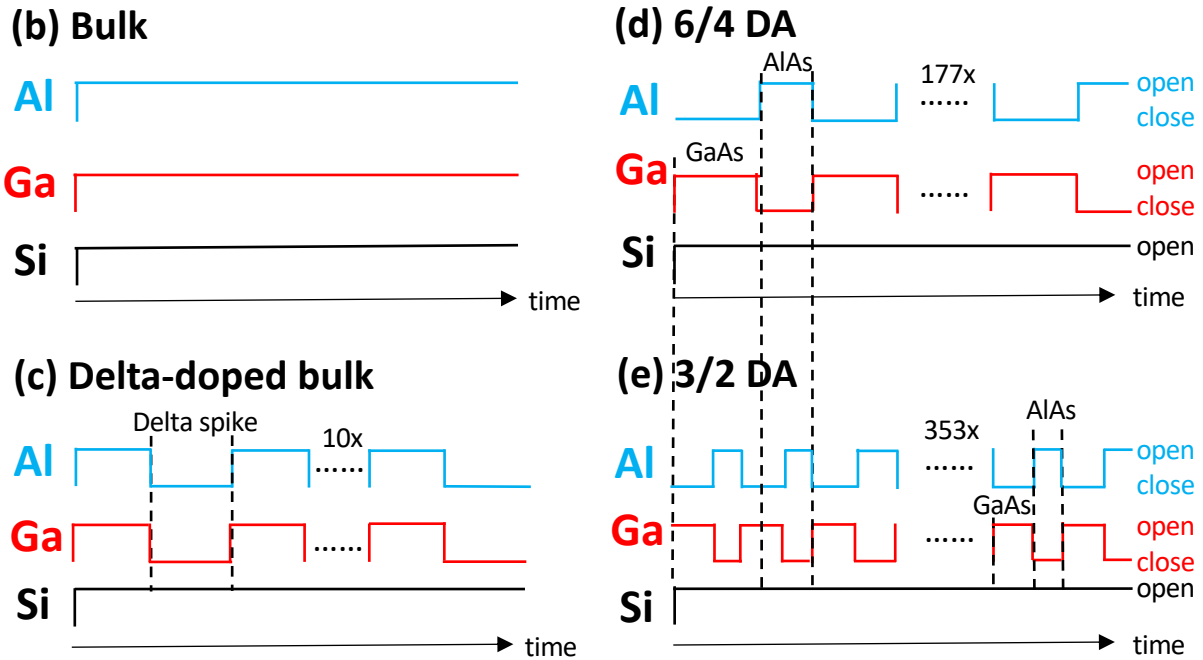 (b) Bulk
Al
Ga
Si
time
(d) 6/4 DA
AlAs
177x
Al
......
open
close
GaAs
Ga
......
open
close
Si
open
time
(c) Delta-doped bulk
Delta spike
10x
Al
......
Ga
......
Si
time
(e) 3/2 DA
AlAs
353x
Al
......
open
close
GaAs
Ga
......
open
close
Si
open
time